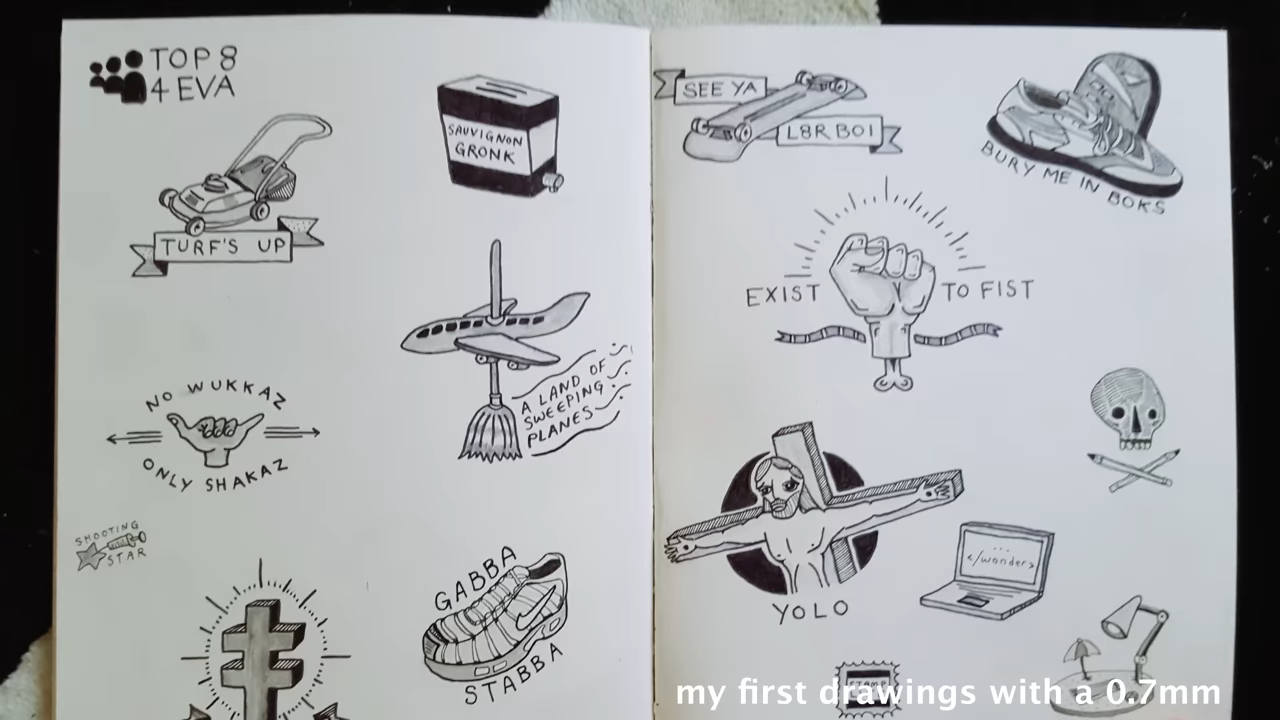 TOP 8
4 EVA
TURF'S UP
SAUVIGNON
GRONK
A LAND OF
SWEEPING
PLANES
NO WUKKAZ
ONLY SHAKAZ
SHOOTING
STAR
GABBA
STABBA
SEE YA
L8R BOI
BURY ME IN BOKS
EXIST TO FIST
YOLO
...
</wonder>
STAMP
my first drawings with a 0.7mm